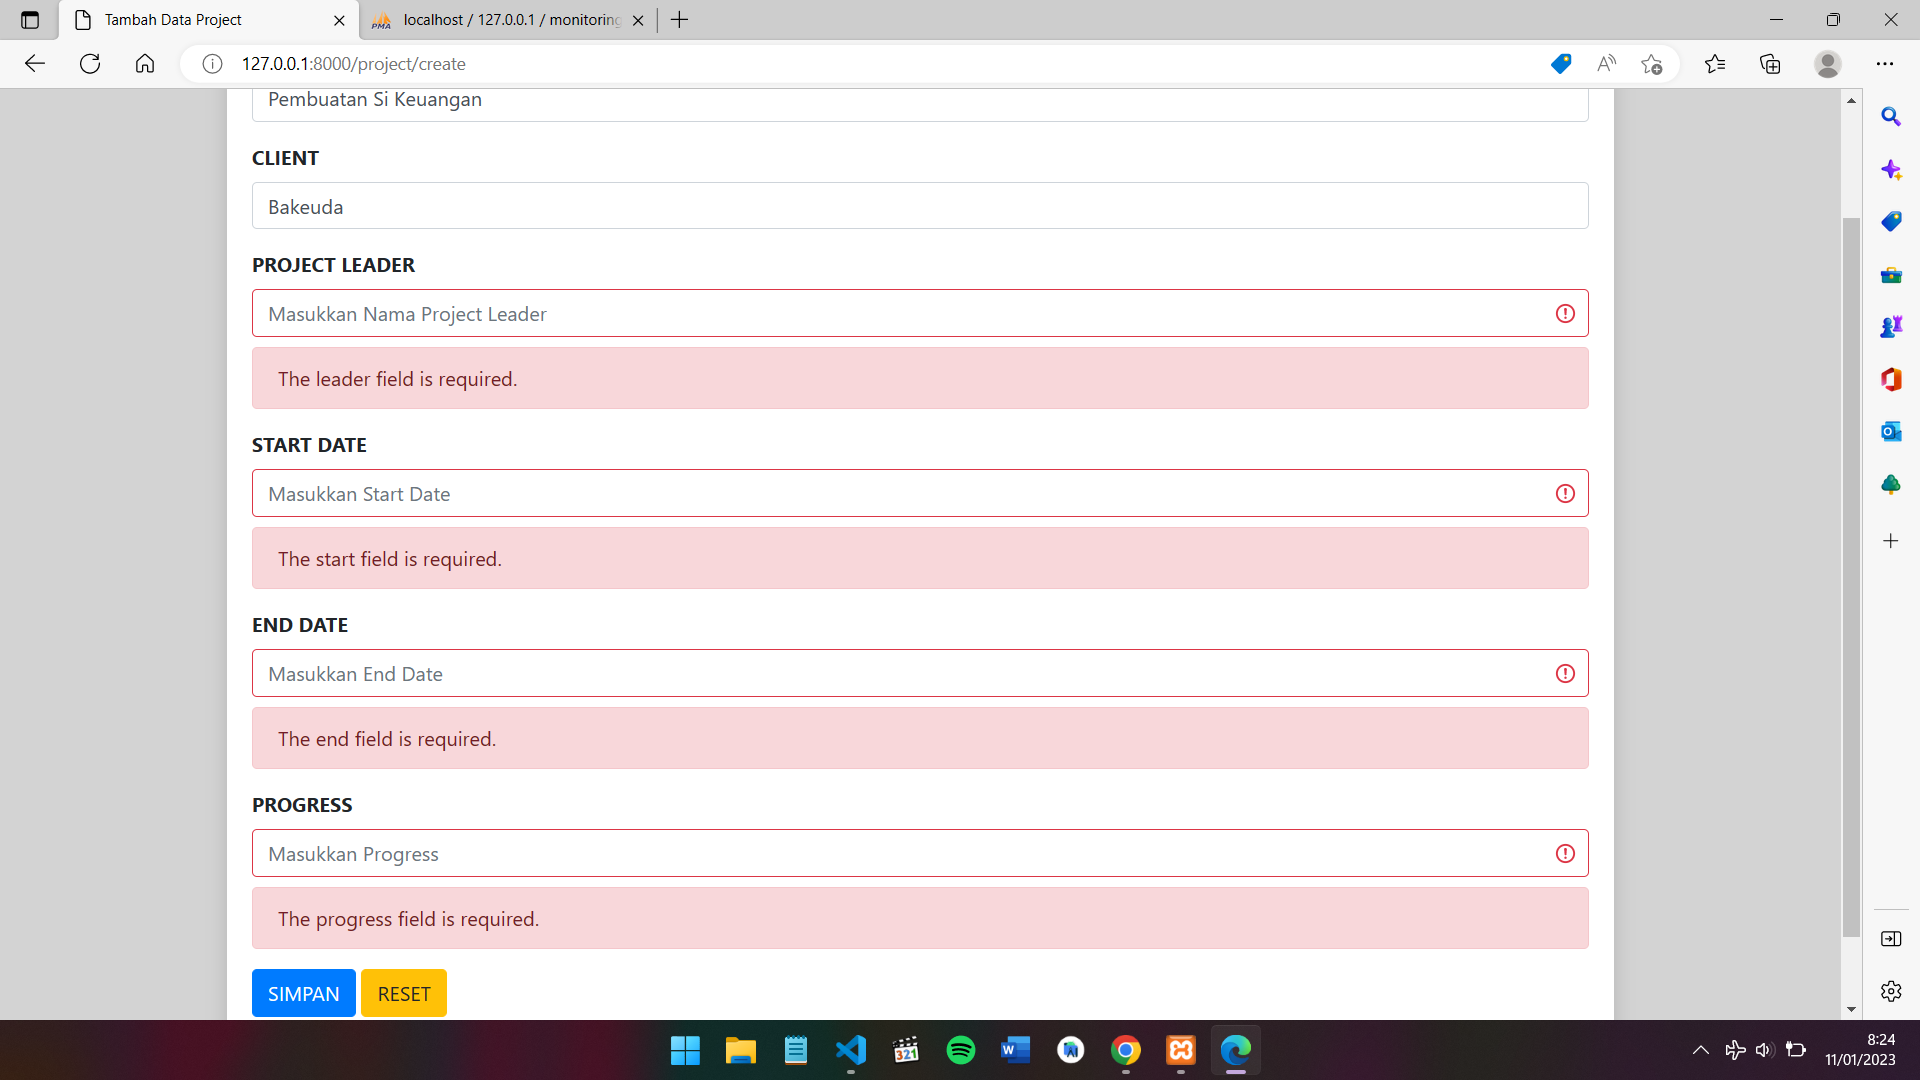 Tambah Data Project
PMA
localhost / 127.0.0.1 / monitoring
127.0.0.1:8000/project/create
Pembuatan Si Keuangan
CLIENT
Bakeuda
PROJECT LEADER
Masukkan Nama Project Leader
The leader field is required.
START DATE
Masukkan Start Date
The start field is required.
END DATE
Masukkan End Date
The end field is required.
PROGRESS
Masukkan Progress
The progress field is required.
SIMPAN
RESET
321
8:24
11/01/2023